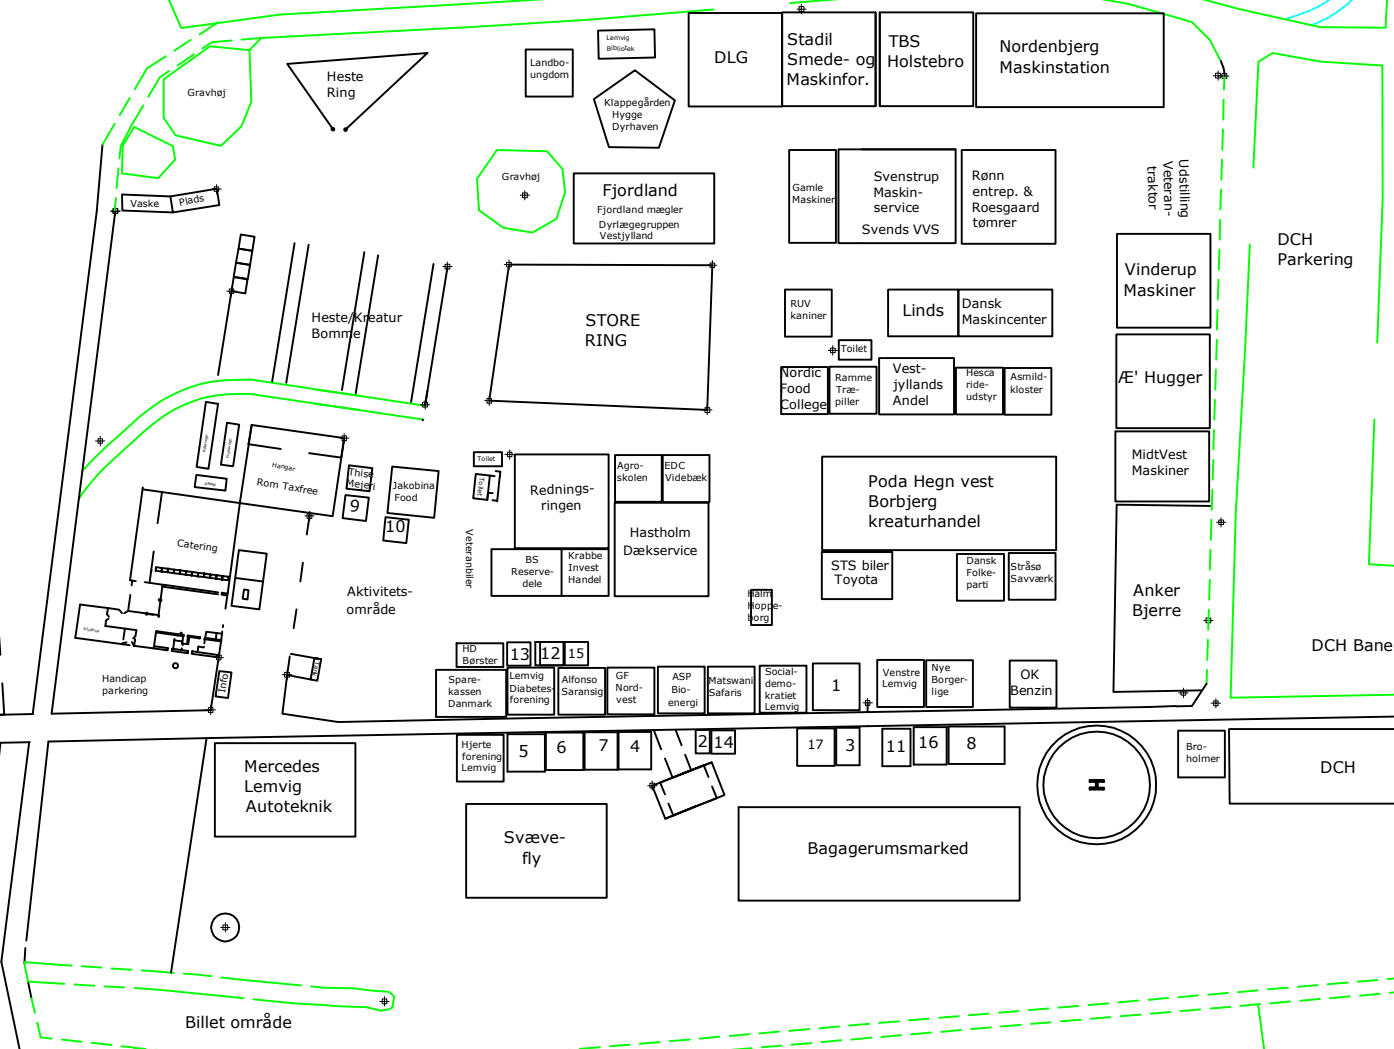 Lemvig
Bibliotek
DLG
Stadil
Smede- og
Maskinfor.
TBS
Holstebro
Nordenbjerg
Maskinstation
Landbo-
ungdom
Heste
Ring
Gravhøj
Klappegården
Hygge
Dyrhaven
Gravhøj
Fjordland
Fjordland mægler
Dyrlægegruppen
Vestjylland
Gamle
Maskiner
Svenstrup
Maskin-
service
Svends VVS
Rønn
entrep. &
Roesgaard
tømrer
Udstilling
Veteran-
traktor
Vaske
Plads
DCH
Parkering
Vinderup
Maskiner
Heste/Kreatur
Bomme
STORE
RING
RUV
kaniner
Linds
Dansk
Maskincenter
Toilet
Nordic
Food
College
Ramme
Træ-
piller
Vest-
jyllands
Andel
Hesca
ride-
udstyr
Asmild-
kloster
Æ' Hugger
MidtVest
Maskiner
Hangar
Rom Taxfree
Thise
Mejeri
9
Jakobina
Food
10
Toilet
Toilet
Rednings-
ringen
Agro-
skolen
EDC
Videbæk
Hastholm
Dækservice
BS
Reserve-
dele
Krabbe
Invest
Handel
Veteranbiler
Poda Hegn vest
Borbjerg
kreaturhandel
STS biler
Toyota
Dansk
Folke-
parti
Stråsø
Savværk
Anker
Bjerre
Catering
Aktivitets-
område
Halm
Hoppe-
borg
DCH Bane
Handicap
parkering
Info
HD
Børster
13
12
15
Spare-
kassen
Danmark
Lemvig
Diabetes-
forening
Alfonso
Saransig
GF
Nord-
vest
ASP
Bio-
energi
Matswani
Safaris
Social-
demo-
kratiet
Lemvig
1
Venstre
Lemvig
Nye
Borger-
lige
OK
Benzin
Hjerte
forening
Lemvig
5
6
7
4
2
14
17
3
11
16
8
H
Bro-
holmer
DCH
Mercedes
Lemvig
Autoteknik
Svæve-
fly
Bagagerumsmarked
Billet område